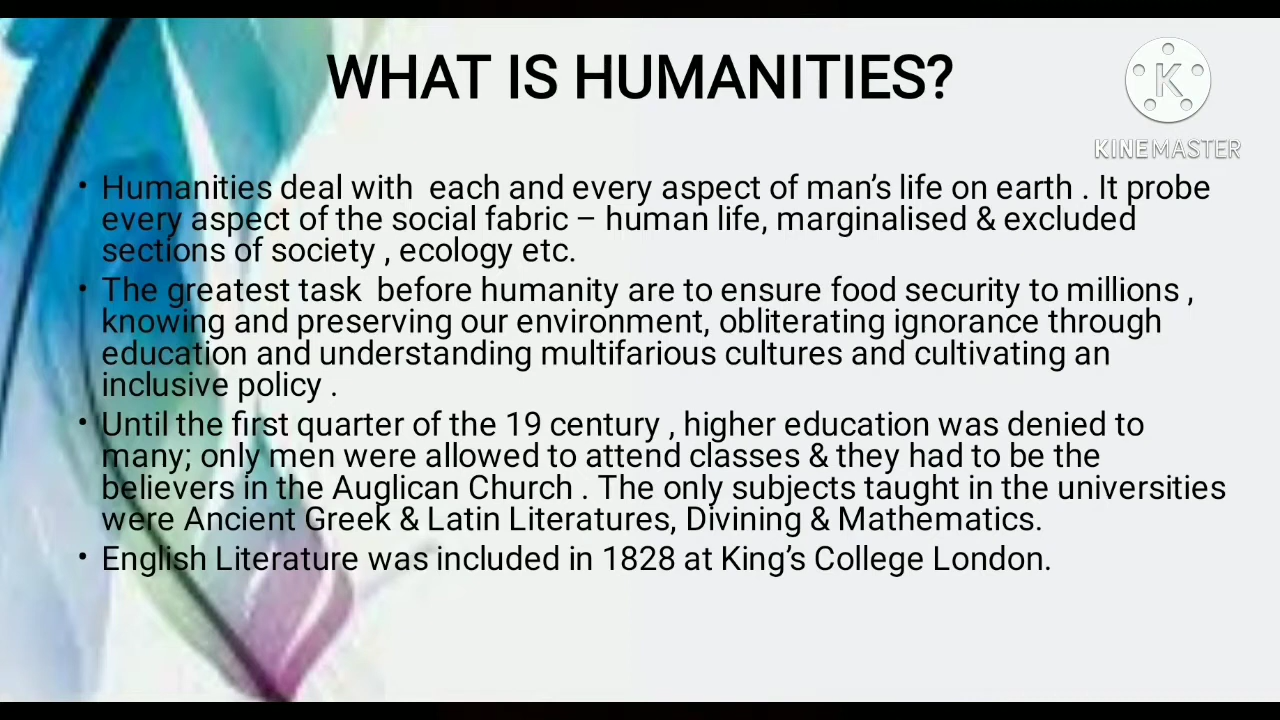 WHAT IS HUMANITIES?
K
KINEMASTER
• Humanities deal with each and every aspect of man's life on earth . It probe
every aspect of the social fabric – human life, marginalised & excluded
sections of society , ecology etc.
• The greatest task before humanity are to ensure food security to millions ,
knowing and preserving our environment, obliterating ignorance through
education and understanding multifarious cultures and cultivating an
inclusive policy .
• Until the first quarter of the 19 century , higher education was denied to
many; only men were allowed to attend classes & they had to be the
believers in the Auglican Church . The only subjects taught in the universities
were Ancient Greek & Latin Literatures, Divining & Mathematics.
• English Literature was included in 1828 at King's College London.